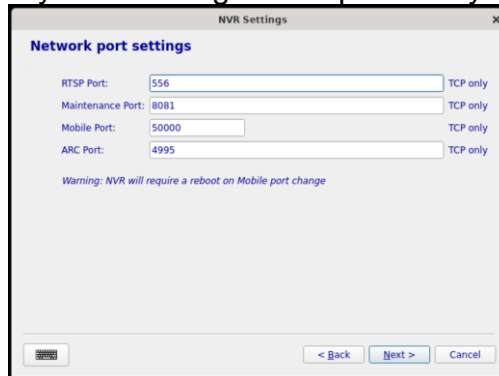 NVR Settings
Network port settings
RTSP Port: 556 TCP only
Maintenance Port: 8081 TCP only
Mobile Port: 50000 TCP only
ARC Port: 4995 TCP only
Warning: NVR will require a reboot on Mobile port change
< Back Next > Cancel